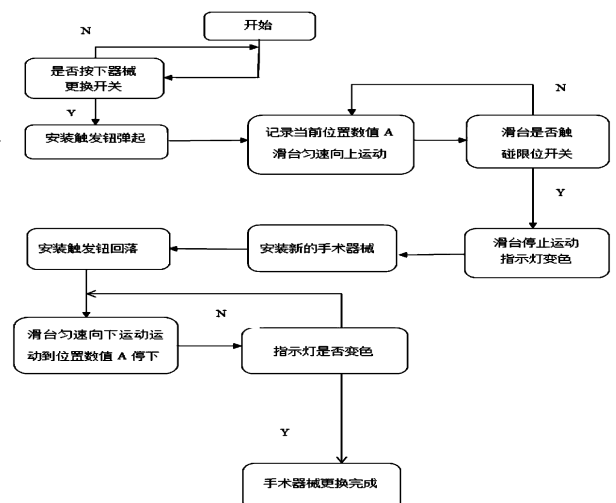 开始
N
是否按下器械
更换开关
Y
安装触发钮弹起
记录当前位置数值 A
滑台匀速向上运动
N
滑台是否触
碰限位开关
Y
滑台停止运动
指示灯变色
安装新的手术器械
安装触发钮回落
N
滑台匀速向下运动运
动到位置数值 A 停下
指示灯是否变色
Y
手术器械更换完成